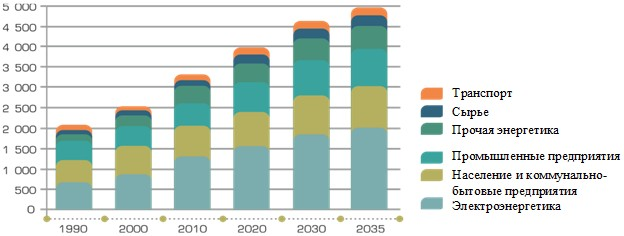 5 000
4 500
4 000
3 500
3 000
2 500
2 000
1 500
1 000
500
0
1990
2000
2010
2020
2030
2035
Транспорт
Сырье
Прочая энергетика
Промышленные предприятия
Население и коммунально-
бытовые предприятия
Электроэнергетика